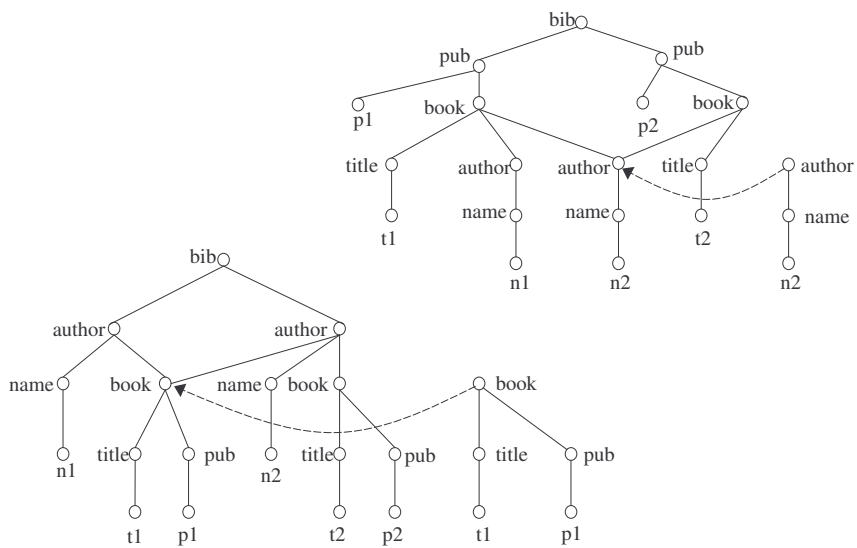 bib
pub pub
p1 book p2 book
title author author title author
t1 name name t2 name
n1 n2 n2
bib
author author
name book name book book
n1 title pub n2 title pub title pub
t1 p1 t2 p2 t1 p1